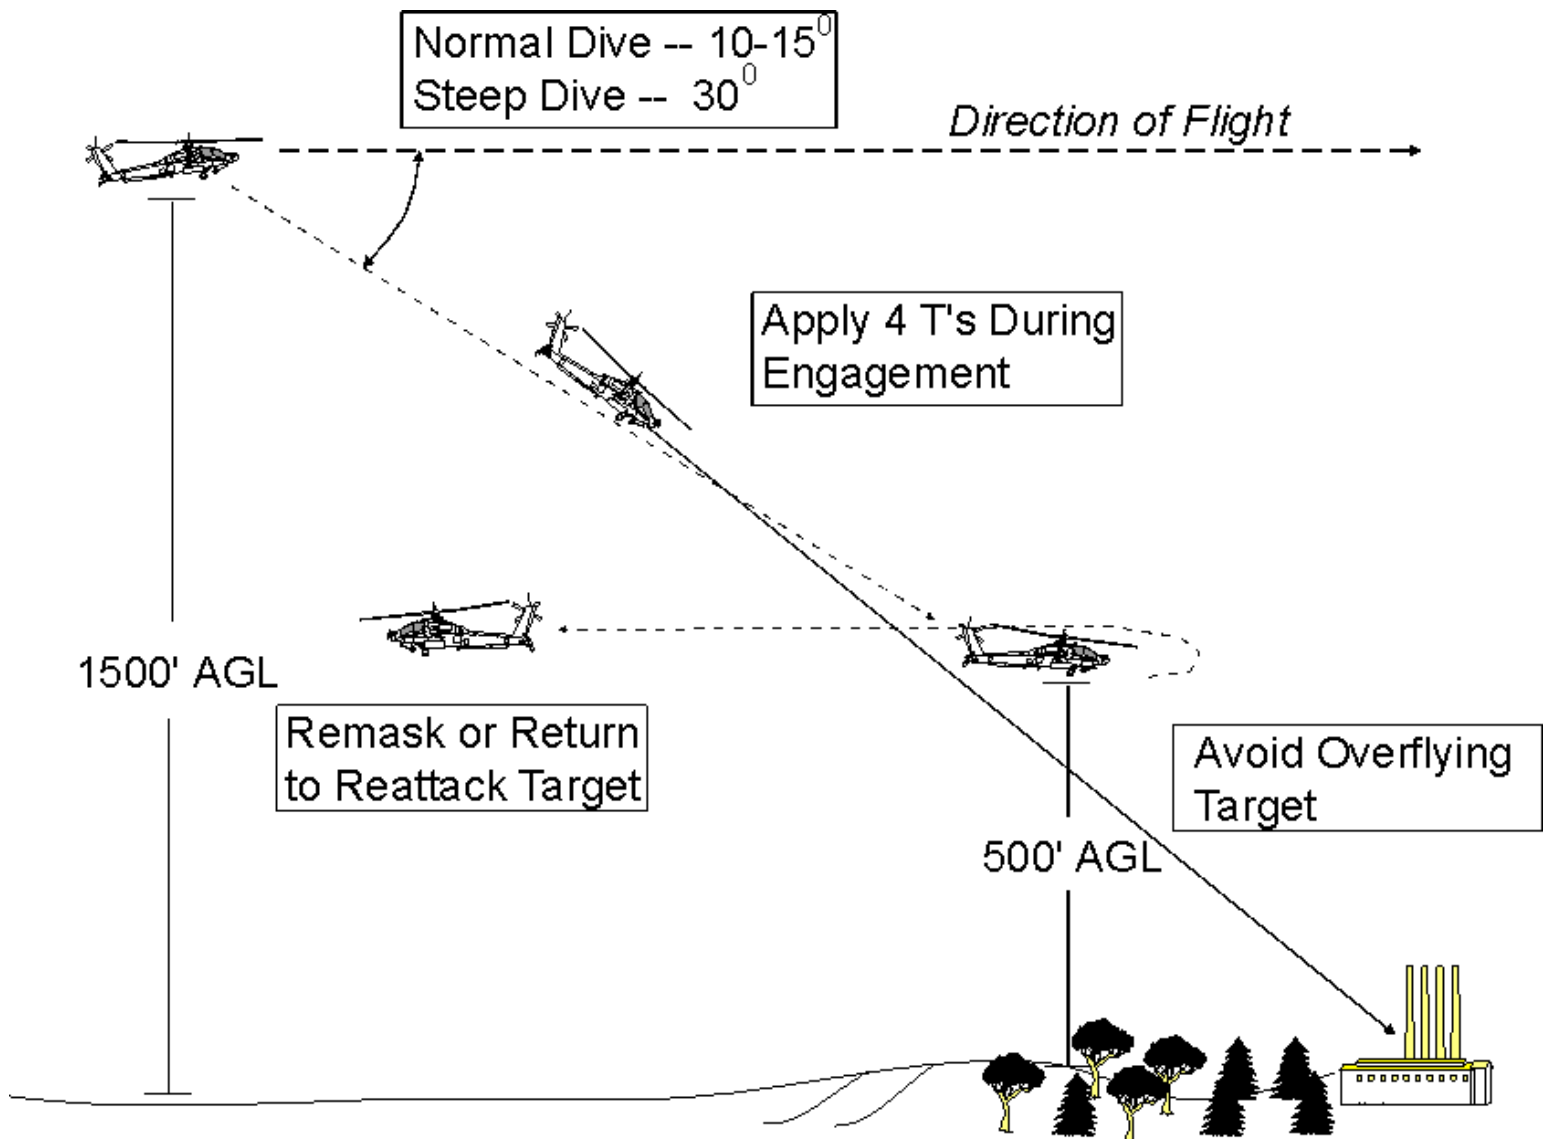 Normal Dive -- 10-15⁰
Steep Dive -- 30⁰
Direction of Flight
Apply 4 T's During
Engagement
1500' AGL
Remask or Return
to Reattack Target
Avoid Overflying
Target
500' AGL